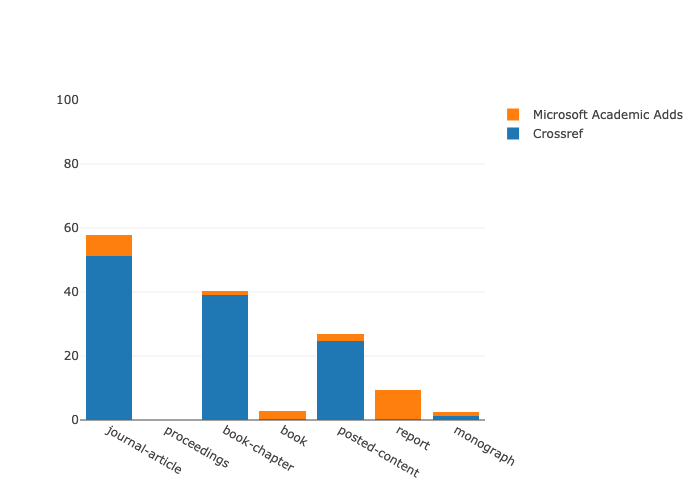 100
80
60
40
20
0
journal-article
proceedings
book-chapter
book
posted-content
report
monograph
Microsoft Academic Adds
Crossref